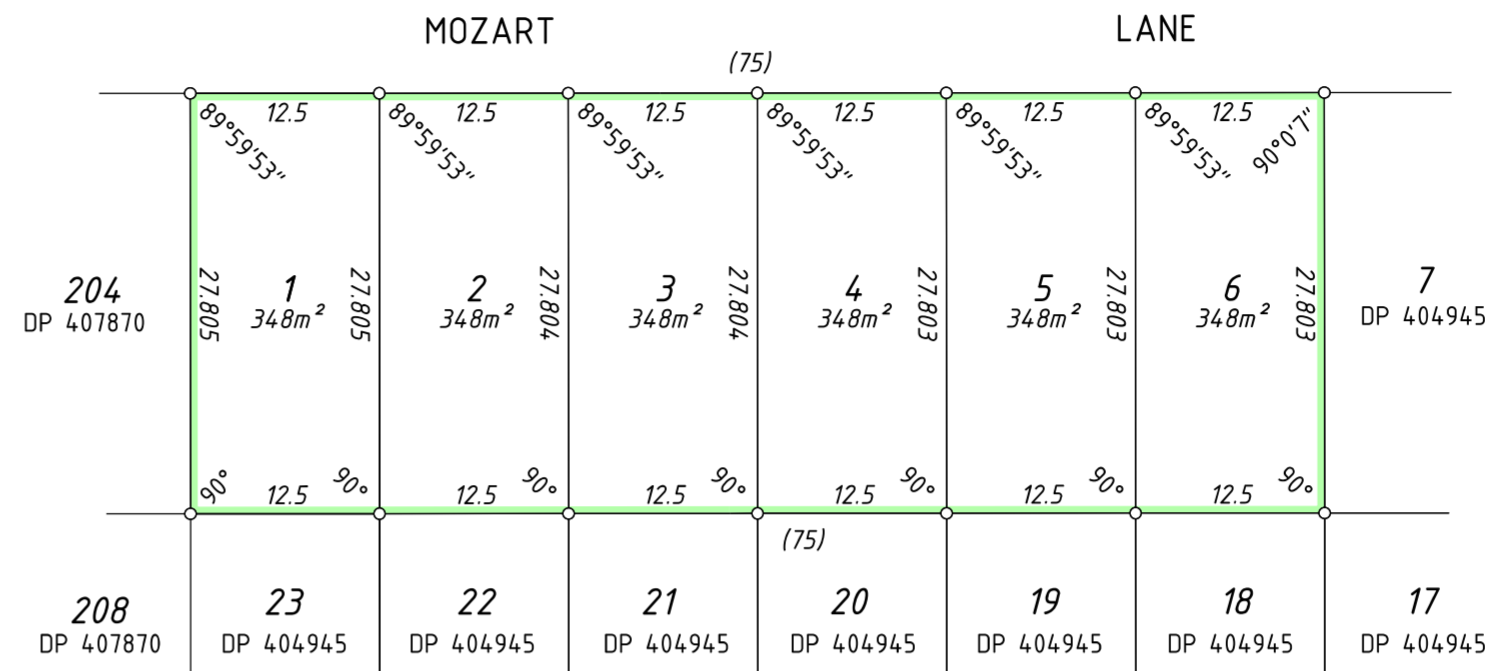 MOZART LANE
(75)
12.5 12.5 12.5 12.5 12.5 12.5
89°59'53" 89°59'53" 89°59'53" 89°59'53" 89°59'53" 89°59'53" 90°0'7"
204 1 2 3 4 5 6 7
DP 407870 348m² 348m² 348m² 348m² 348m² 348m² DP 404945
27.805 27.805 27.804 27.804 27.803 27.803 27.803
90° 90° 90° 90° 90° 90° 90°
12.5 12.5 12.5 12.5 12.5 12.5
(75)
208 23 22 21 20 19 18 17
DP 407870 DP 404945 DP 404945 DP 404945 DP 404945 DP 404945 DP 404945 DP 404945